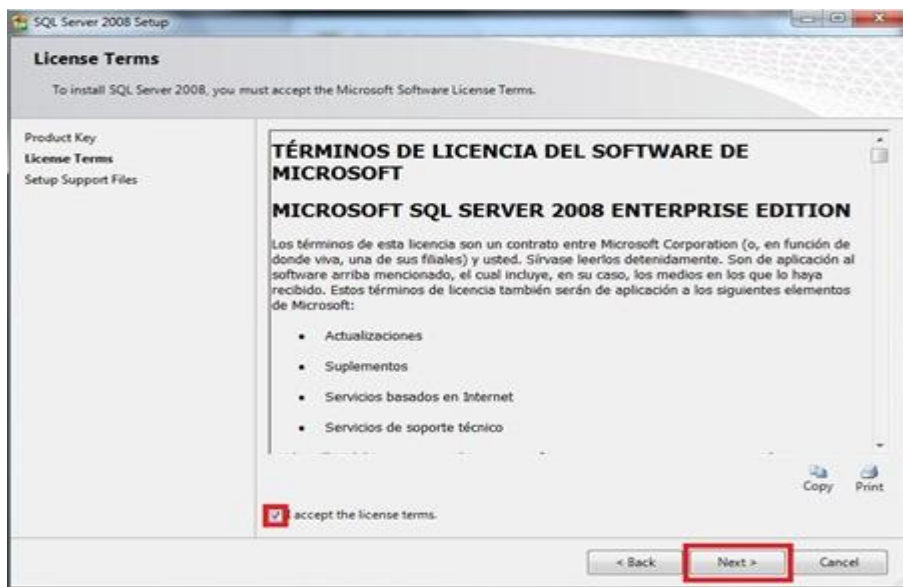 SQL Server 2008 Setup
License Terms
To install SQL Server 2008, you must accept the Microsoft Software License Terms.
Product Key
License Terms
Setup Support Files
TÉRMINOS DE LICENCIA DEL SOFTWARE DE
MICROSOFT
MICROSOFT SQL SERVER 2008 ENTERPRISE EDITION
Los términos de esta licencia son un contrato entre Microsoft Corporation (o, en función de
donde viva, una de sus filiales) y usted. Sírvase leerlos detenidamente. Son de aplicación al
software arriba mencionado, el cual incluye, en su caso, los medios en los que lo haya
recibido. Estos términos de licencia también serán de aplicación a los siguientes elementos
de Microsoft:
• Actualizaciones
• Suplementos
• Servicios basados en Internet
• Servicios de soporte técnico
Copy Print
accept the license terms.
< Back Next > Cancel